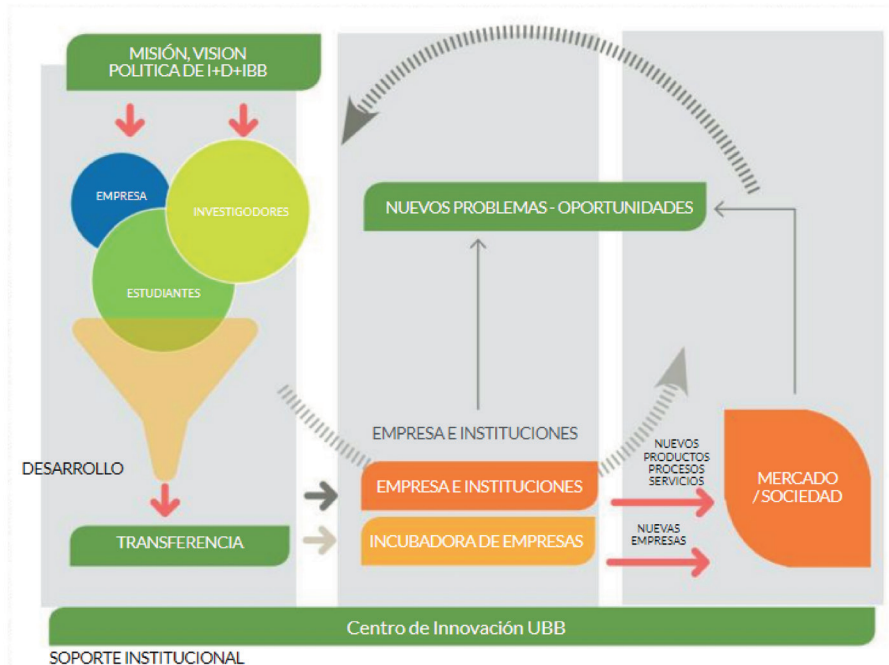 MISIÓN, VISION
POLITICA DE I+D+IBB
EMPRESA
INVESTIGODORES
ESTUDIANTES
NUEVOS PROBLEMAS - OPORTUNIDADES
DESARROLLO
TRANSFERENCIA
EMPRESA E INSTITUCIONES
EMPRESA E INSTITUCIONES
INCUBADORA DE EMPRESAS
NUEVOS
PRODUCTOS
PROCESOS
SERVICIOS
NUEVAS
EMPRESAS
MERCADO
/ SOCIEDAD
Centro de Innovación UBB
SOPORTE INSTITUCIONAL